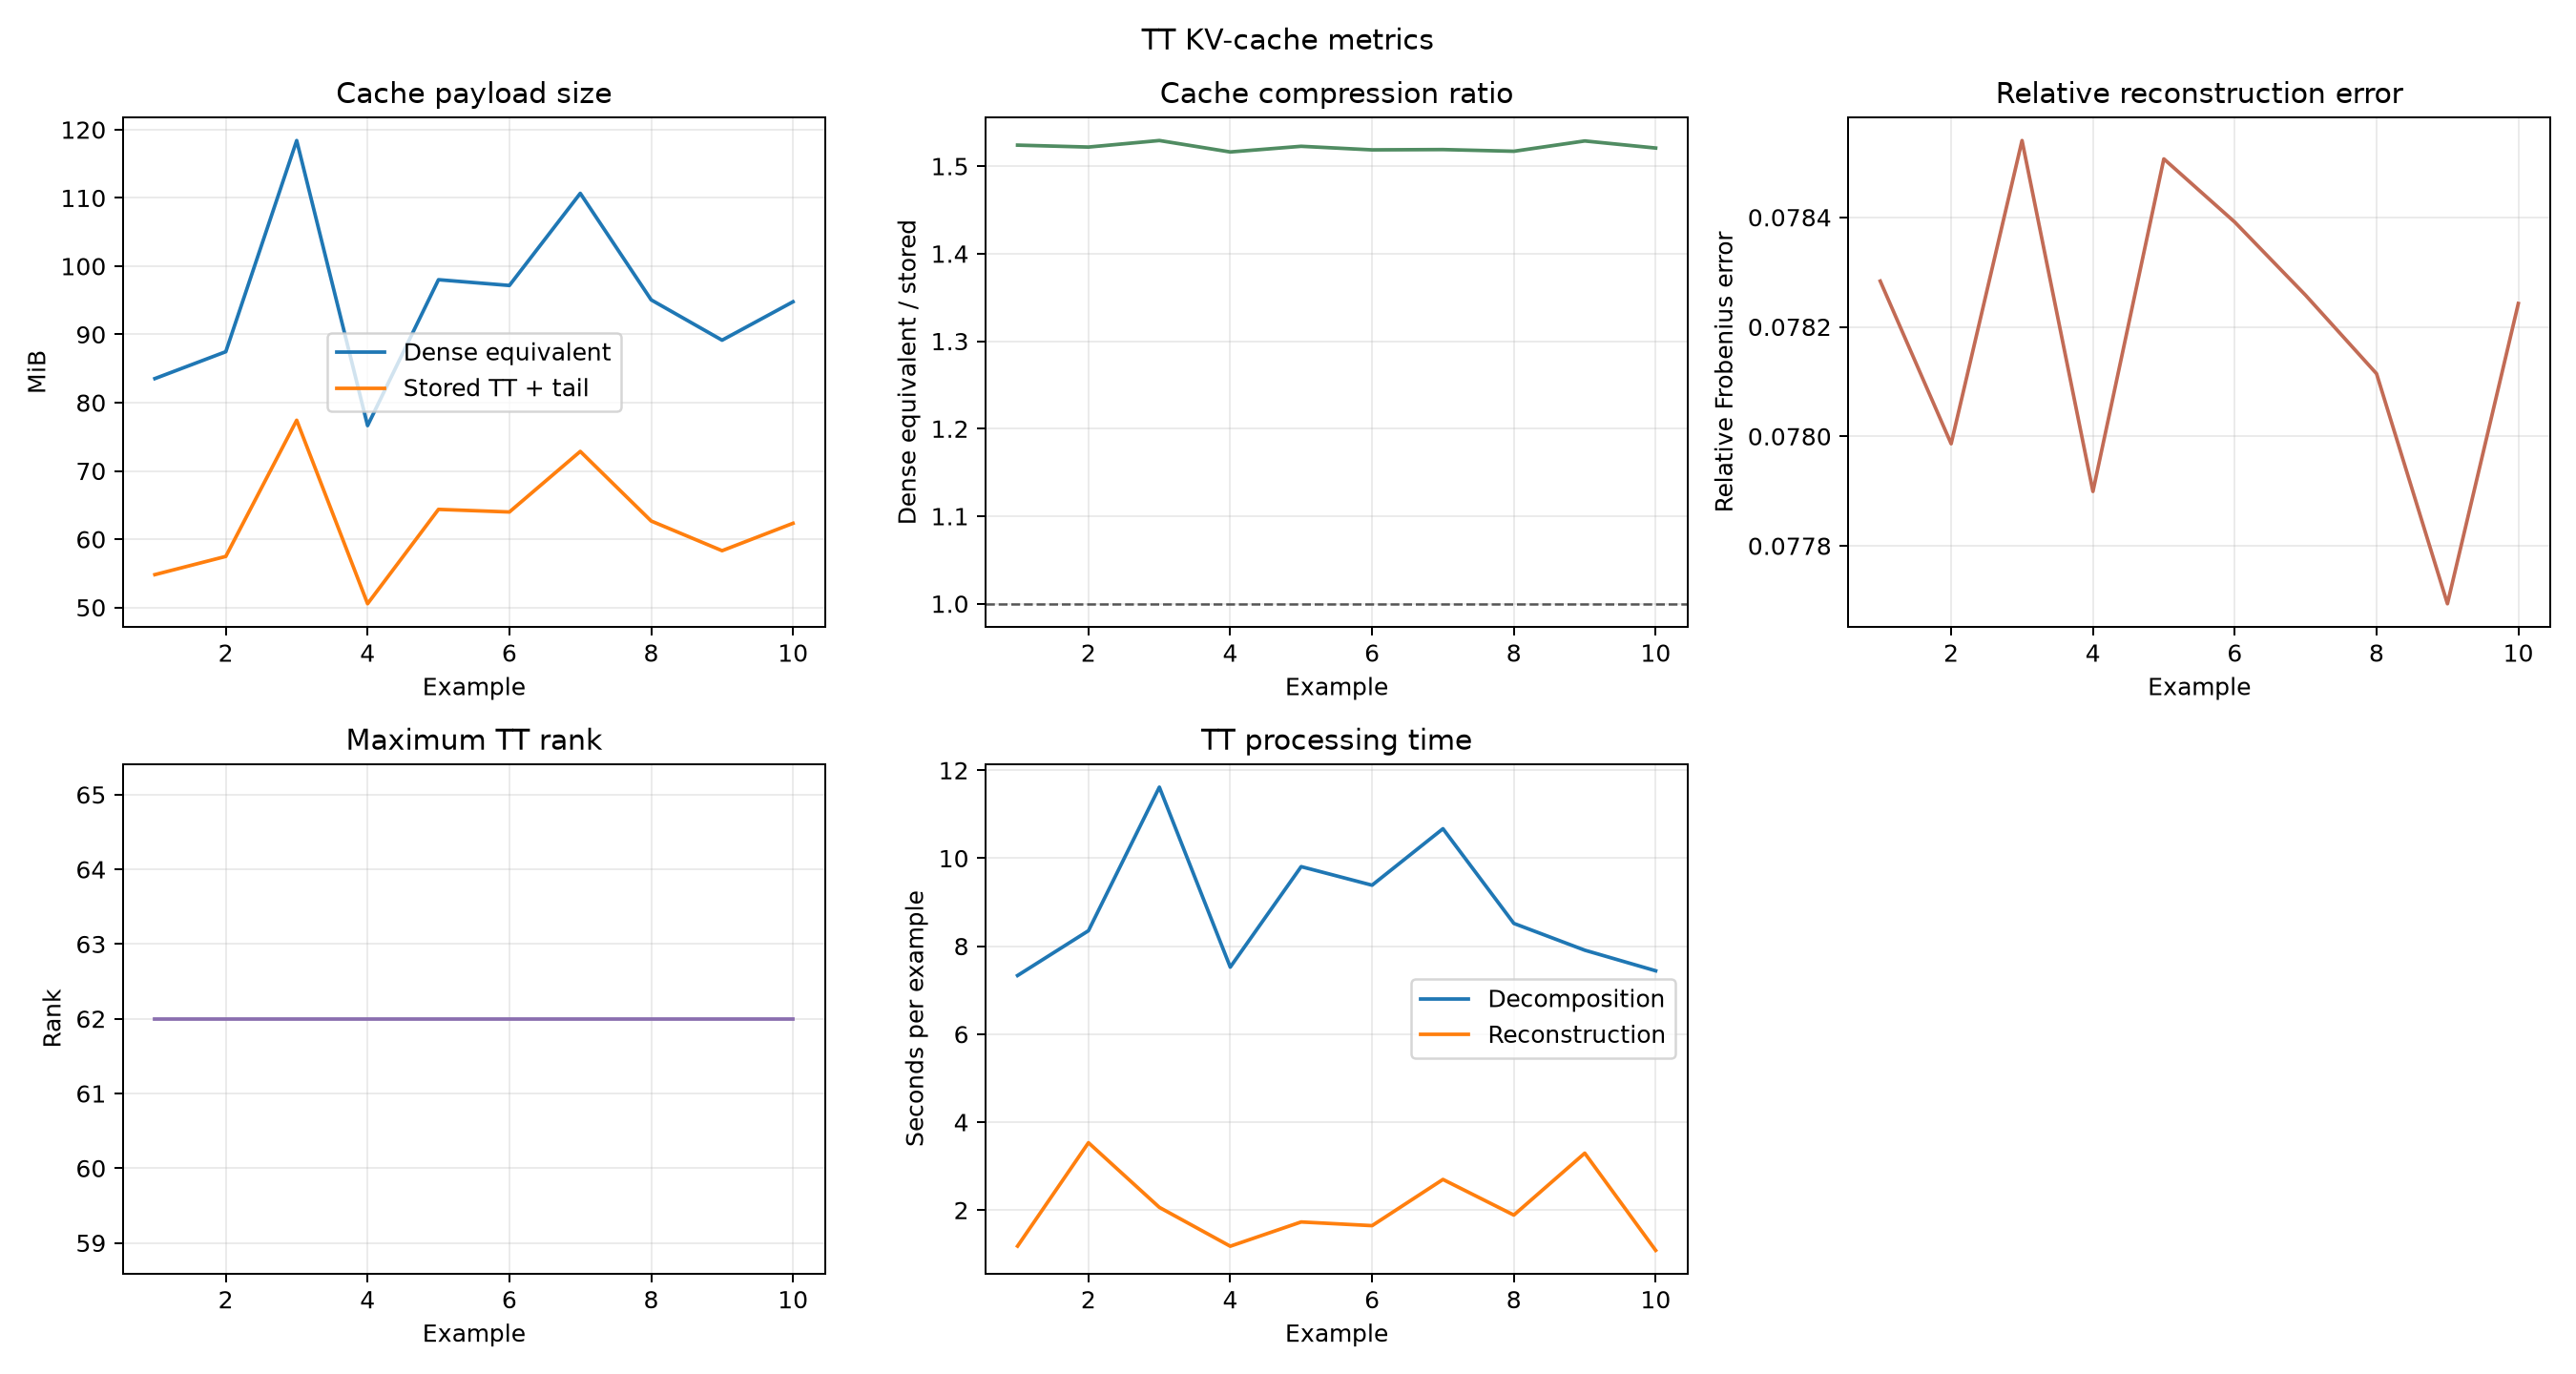 TT KV-cache metrics
Cache payload size
120
110
100
90
80
70
60
50
MiB
Dense equivalent
Stored TT + tail
2 4 6 8 10
Example
Cache compression ratio
1.5
1.4
1.3
1.2
1.1
1.0
Dense equivalent / stored
2 4 6 8 10
Example
Relative reconstruction error
0.0784
0.0782
0.0780
0.0778
Relative Frobenius error
2 4 6 8 10
Example
Maximum TT rank
65
64
63
62
61
60
59
Rank
2 4 6 8 10
Example
TT processing time
12
10
8
6
4
2
Seconds per example
Decomposition
Reconstruction
2 4 6 8 10
Example